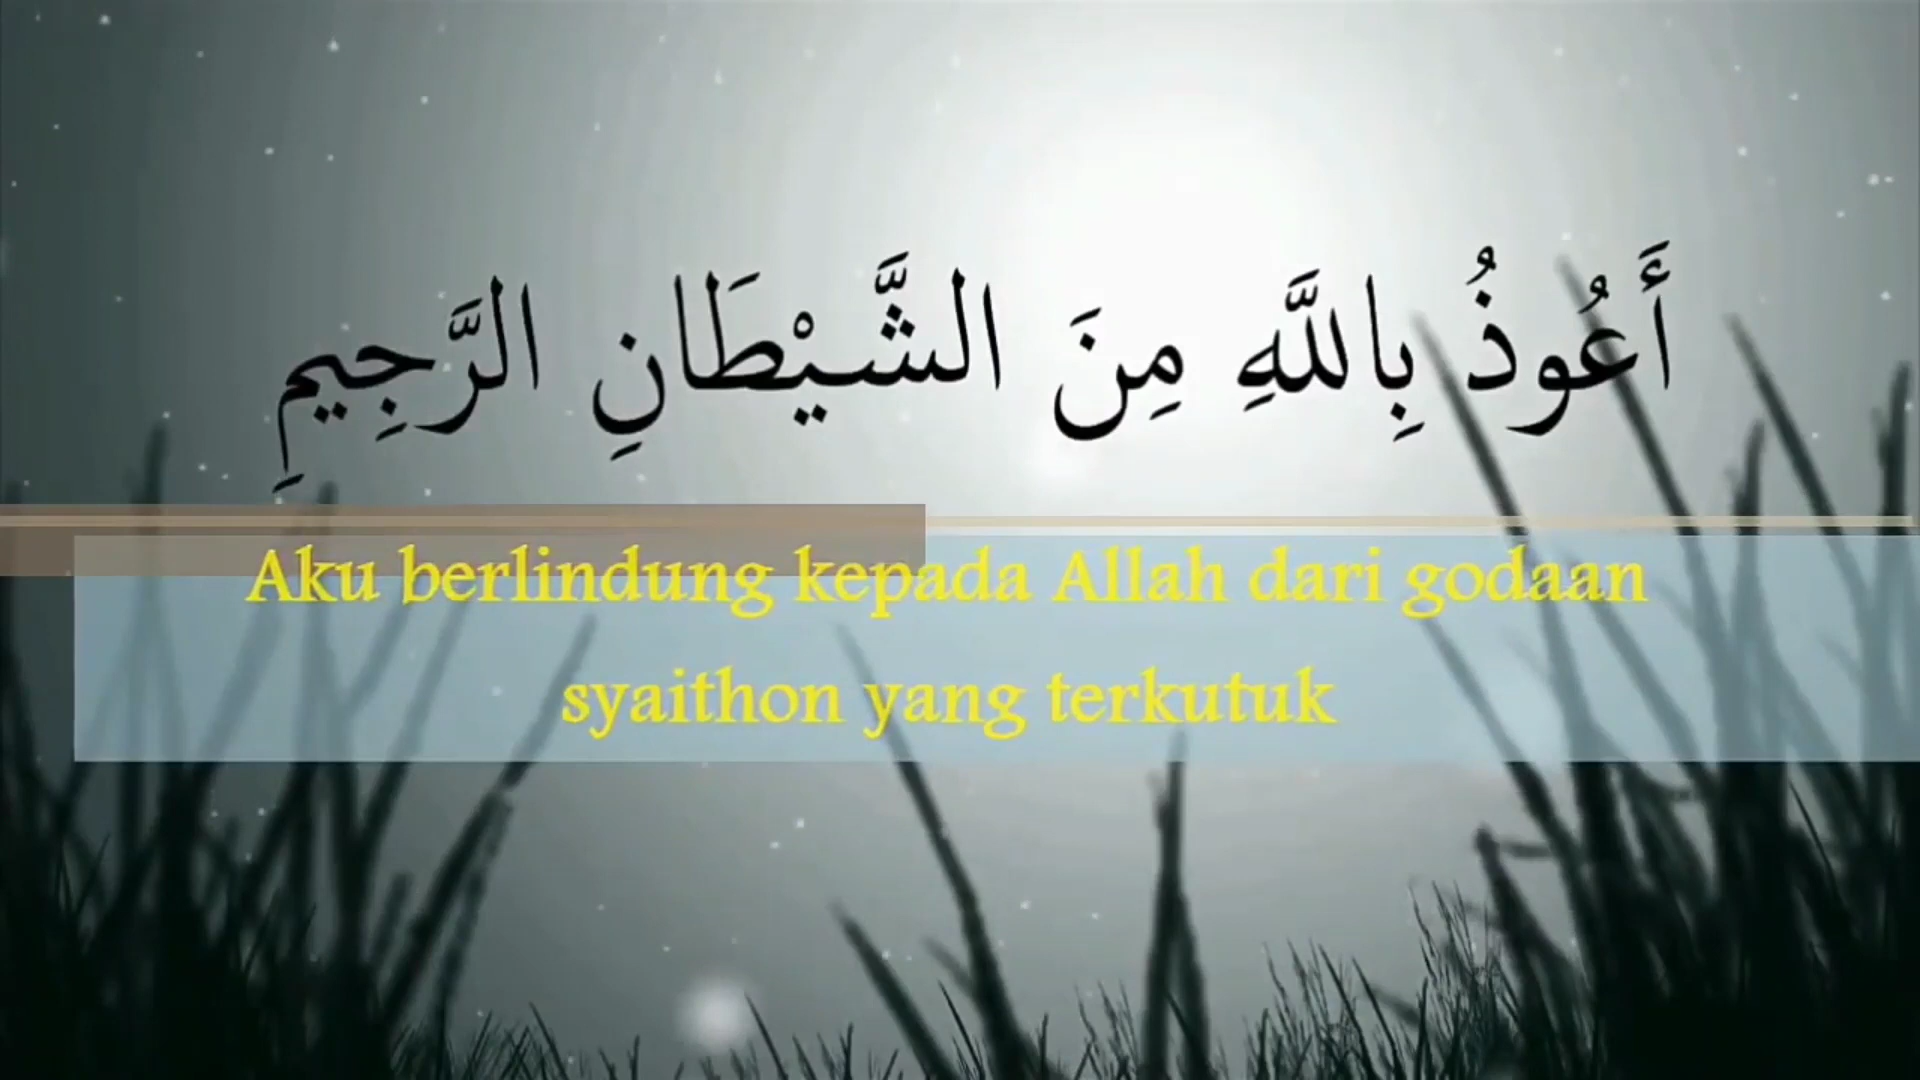 أَعُوذُ بِاللَّهِ مِنَ الشَّيْطَانِ الرَّجِيمِ
Aku berlindung kepada Allah dari godaan
syaithon yang terkutuk